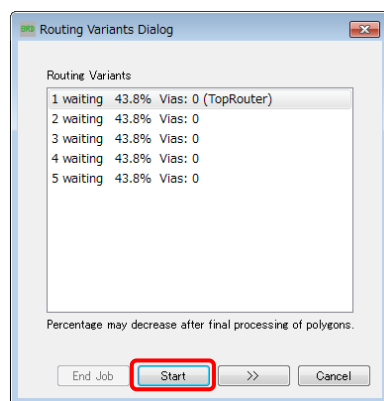 BRD Routing Variants Dialog
Routing Variants
1 waiting 43.8% Vias: 0 (TopRouter)
2 waiting 43.8% Vias: 0
3 waiting 43.8% Vias: 0
4 waiting 43.8% Vias: 0
5 waiting 43.8% Vias: 0
Percentage may decrease after final processing of polygons.
End Job Start >> Cancel